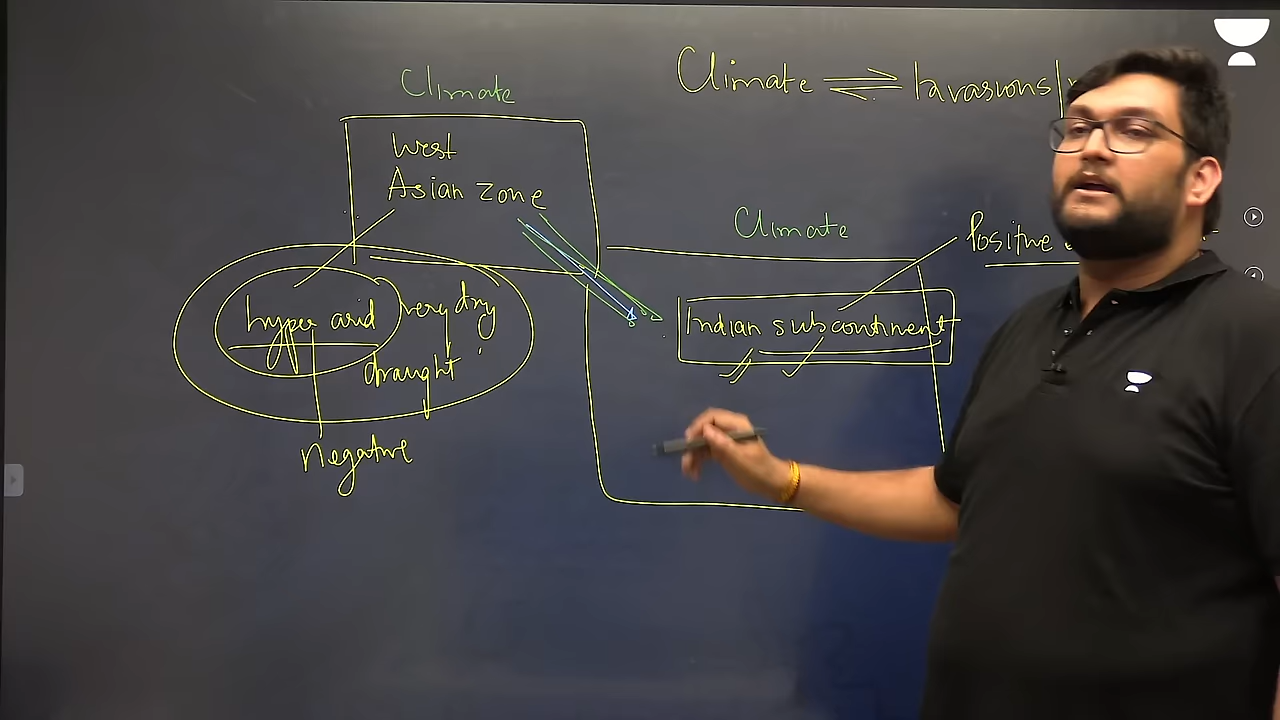 Climate ⇌ Invasions/
Climate
West
Asian zone
Climate
Positive
hyper arid
very dry
draught
Indian subcontinent
negative